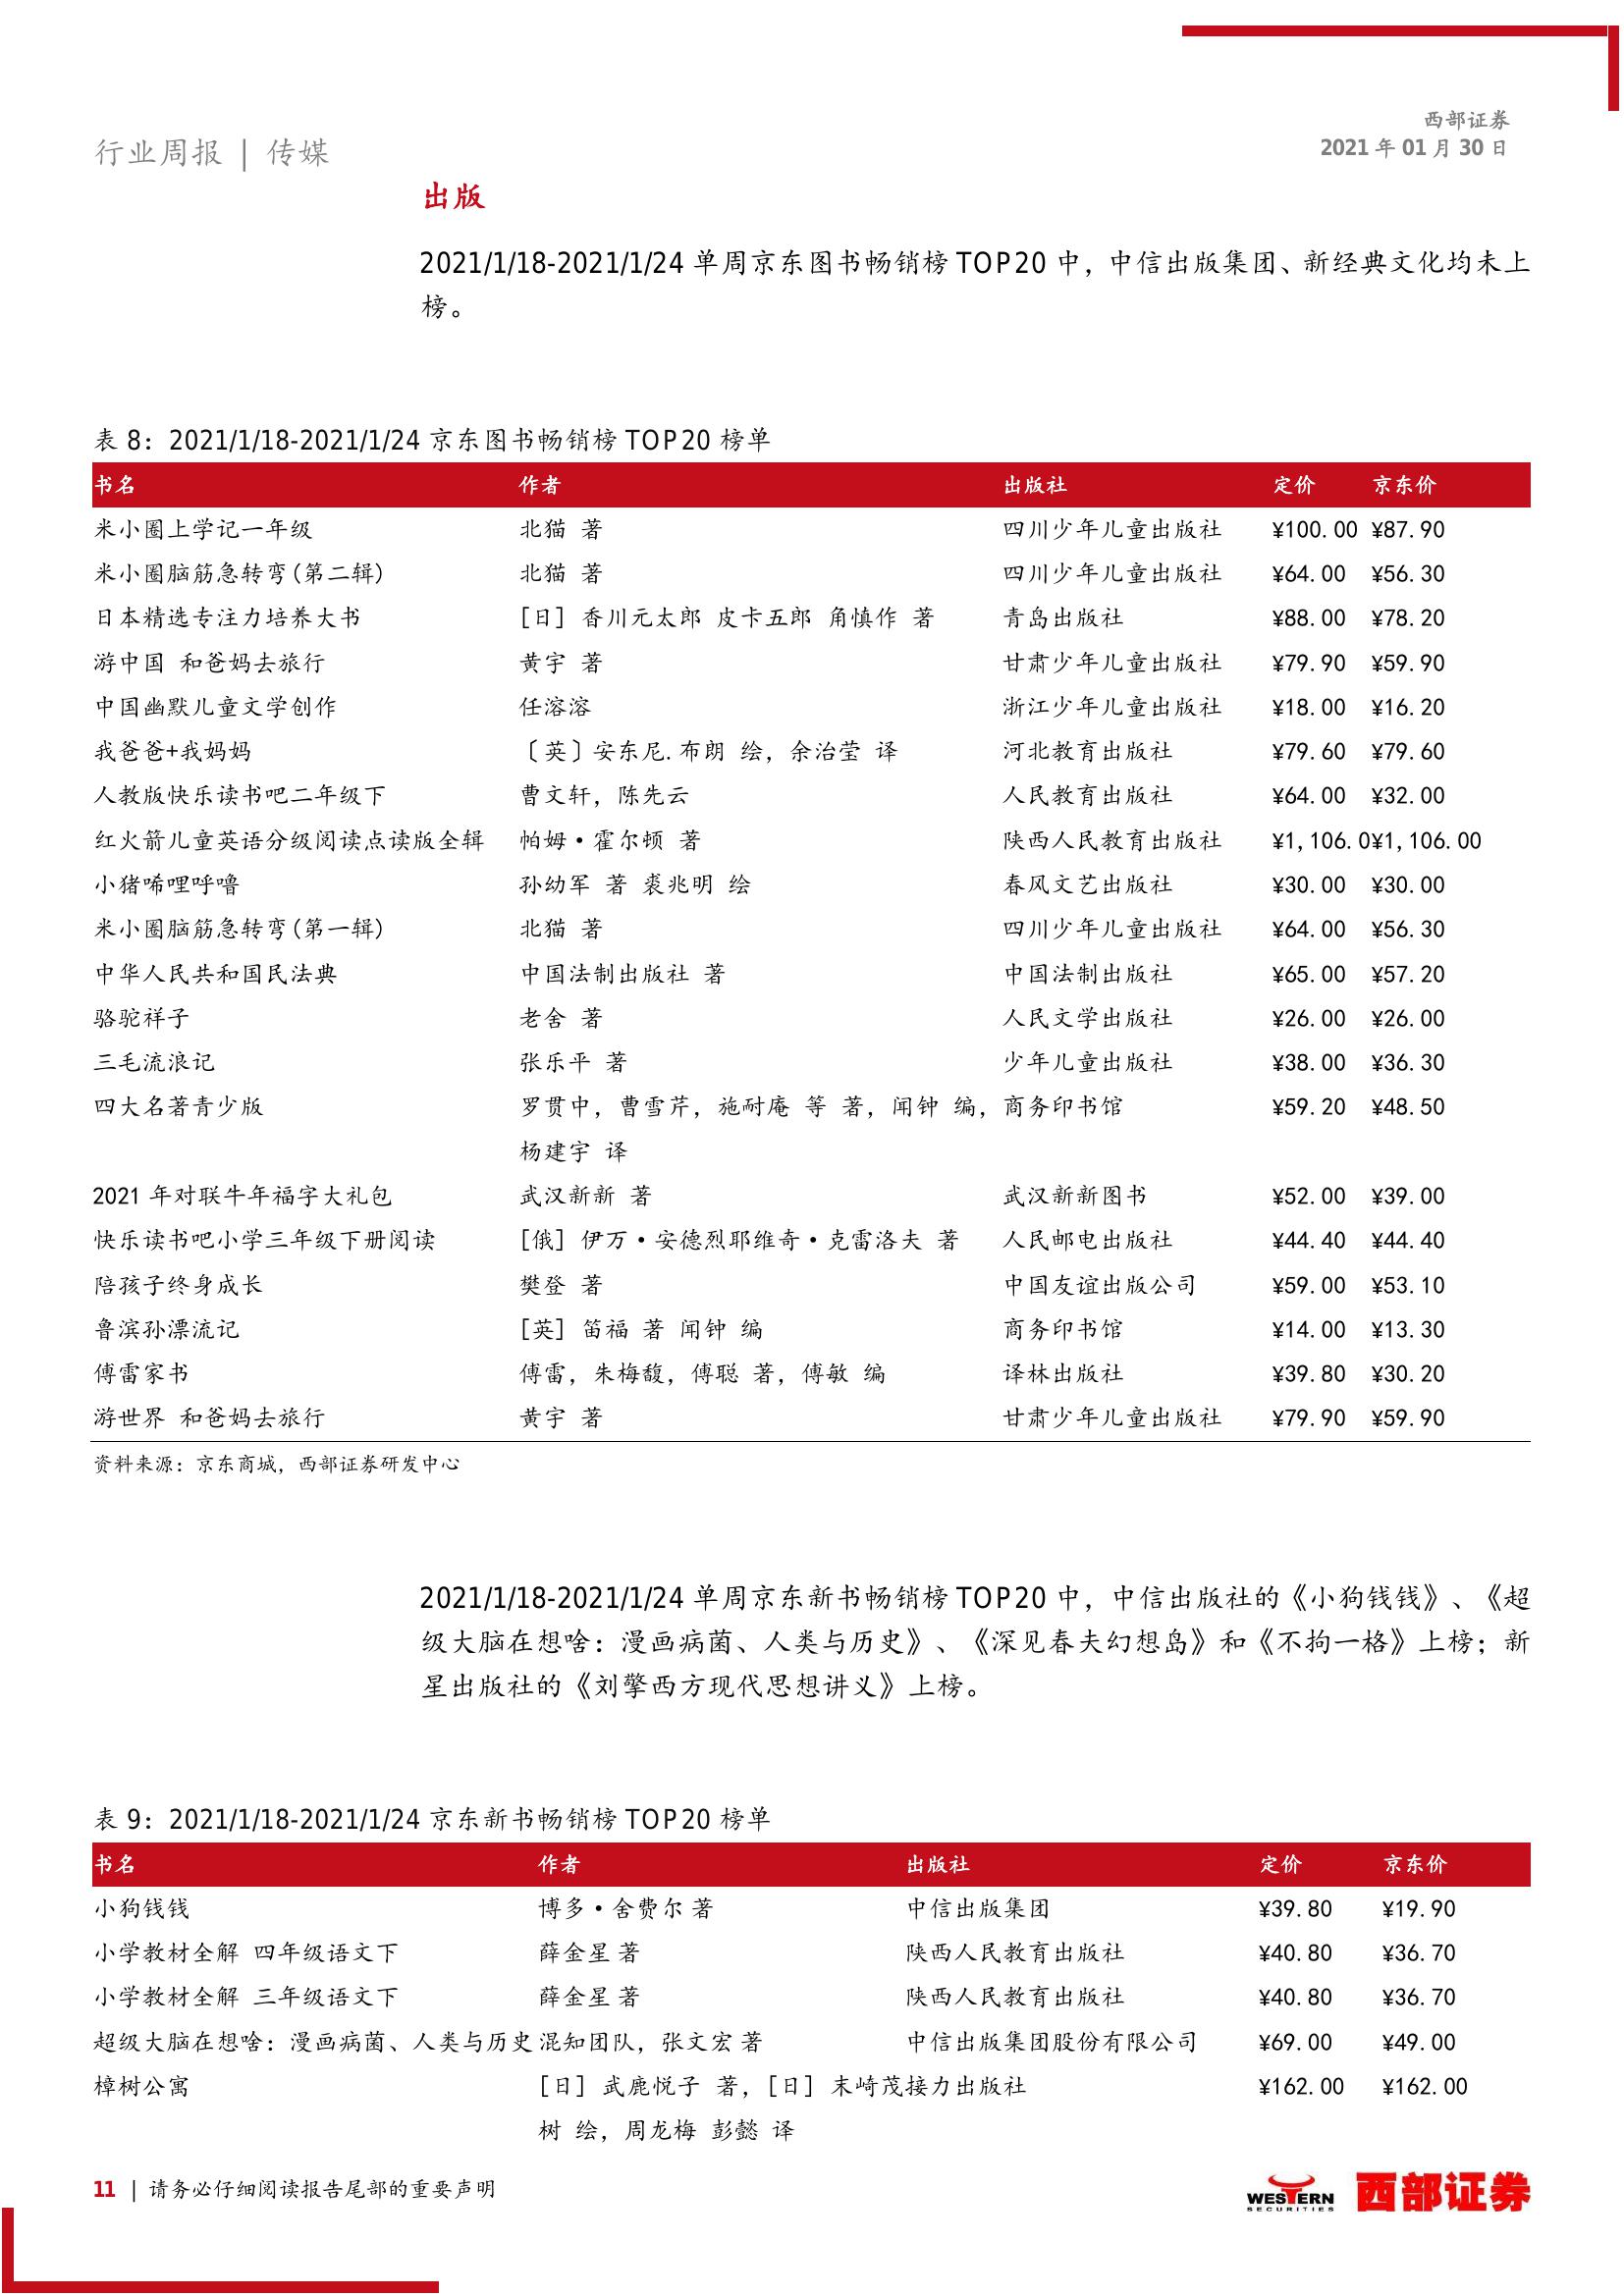 西部证券
行业周报 | 传媒
2021 年 01 月 30 日
出版
2021/1/18-2021/1/24 单周京东图书畅销榜 TOP20 中，中信出版集团、新经典文化均未上
榜。
表 8：2021/1/18-2021/1/24 京东图书畅销榜 TOP20 榜单
书名 作者 出版社 定价 京东价
米小圈上学记一年级 北猫 著 四川少年儿童出版社 ¥100.00 ¥87.90
米小圈脑筋急转弯(第二辑) 北猫 著 四川少年儿童出版社 ¥64.00 ¥56.30
日本精选专注力培养大书 [日] 香川元太郎 皮卡五郎 角慎作 著 青岛出版社 ¥88.00 ¥78.20
游中国 和爸妈去旅行 黄宇 著 甘肃少年儿童出版社 ¥79.90 ¥59.90
中国幽默儿童文学创作 任溶溶 浙江少年儿童出版社 ¥18.00 ¥16.20
我爸爸+我妈妈 〔英〕安东尼.布朗 绘，余治莹 译 河北教育出版社 ¥79.60 ¥79.60
人教版快乐读书吧二年级下 曹文轩，陈先云 人民教育出版社 ¥64.00 ¥32.00
红火箭儿童英语分级阅读点读版全辑 帕姆·霍尔顿 著 陕西人民教育出版社 ¥1,106.0¥1,106.00
小猪唏哩呼噜 孙幼军 著 裘兆明 绘 春风文艺出版社 ¥30.00 ¥30.00
米小圈脑筋急转弯(第一辑) 北猫 著 四川少年儿童出版社 ¥64.00 ¥56.30
中华人民共和国民法典 中国法制出版社 著 中国法制出版社 ¥65.00 ¥57.20
骆驼祥子 老舍 著 人民文学出版社 ¥26.00 ¥26.00
三毛流浪记 张乐平 著 少年儿童出版社 ¥38.00 ¥36.30
四大名著青少版 罗贯中，曹雪芹，施耐庵 等 著，闻钟 编， 商务印书馆 ¥59.20 ¥48.50
杨建宇 译
2021 年对联牛年福字大礼包 武汉新新 著 武汉新新图书 ¥52.00 ¥39.00
快乐读书吧小学三年级下册阅读 [俄] 伊万·安德烈耶维奇·克雷洛夫 著 人民邮电出版社 ¥44.40 ¥44.40
陪孩子终身成长 樊登 著 中国友谊出版公司 ¥59.00 ¥53.10
鲁滨孙漂流记 [英] 笛福 著 闻钟 编 商务印书馆 ¥14.00 ¥13.30
傅雷家书 傅雷，朱梅馥，傅聪 著，傅敏 编 译林出版社 ¥39.80 ¥30.20
游世界 和爸妈去旅行 黄宇 著 甘肃少年儿童出版社 ¥79.90 ¥59.90
资料来源：京东商城，西部证券研发中心
2021/1/18-2021/1/24 单周京东新书畅销榜 TOP20 中，中信出版社的《小狗钱钱》、《超
级大脑在想啥：漫画病菌、人类与历史》、《深见春夫幻想岛》和《不拘一格》上榜；新
星出版社的《刘擎西方现代思想讲义》上榜。
表 9：2021/1/18-2021/1/24 京东新书畅销榜 TOP20 榜单
书名 作者 出版社 定价 京东价
小狗钱钱 博多·舍费尔 著 中信出版集团 ¥39.80 ¥19.90
小学教材全解 四年级语文下 薛金星 著 陕西人民教育出版社 ¥40.80 ¥36.70
小学教材全解 三年级语文下 薛金星 著 陕西人民教育出版社 ¥40.80 ¥36.70
超级大脑在想啥：漫画病菌、人类与历史 混知团队，张文宏 著 中信出版集团股份有限公司 ¥69.00 ¥49.00
樟树公寓 [日] 武鹿悦子 著，[日] 末崎茂接力出版社 ¥162.00 ¥162.00
树 绘，周龙梅 彭懿 译
11 | 请务必仔细阅读报告尾部的重要声明
WESTERN
SECURITIES
西部证券